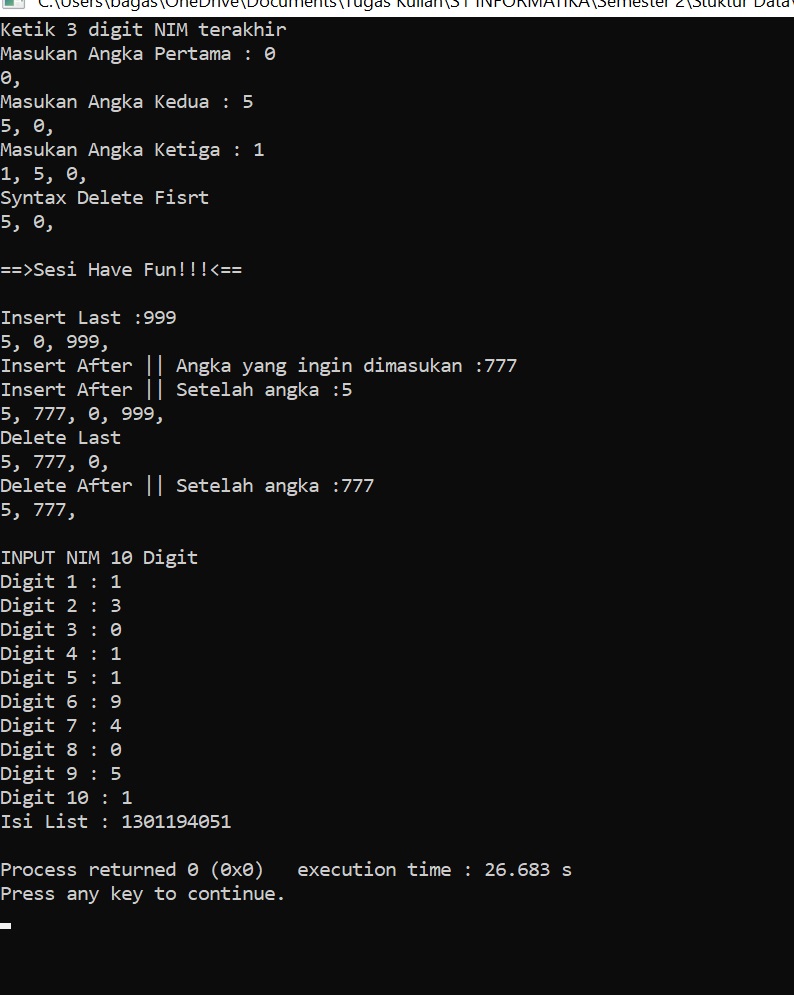 C:\Users\bagas\OneDrive\Documents\Tugas Kuliah\S1 INFORMATIKA\Semester 2\Stuktur Data\
Ketik 3 digit NIM terakhir
Masukan Angka Pertama : 0
0,
Masukan Angka Kedua : 5
5, 0,
Masukan Angka Ketiga : 1
1, 5, 0,
Syntax Delete Fisrt
5, 0,
==>Sesi Have Fun!!!<==
Insert Last :999
5, 0, 999,
Insert After || Angka yang ingin dimasukan :777
Insert After || Setelah angka :5
5, 777, 0, 999,
Delete Last
5, 777, 0,
Delete After || Setelah angka :777
5, 777,
INPUT NIM 10 Digit
Digit 1 : 1
Digit 2 : 3
Digit 3 : 0
Digit 4 : 1
Digit 5 : 1
Digit 6 : 9
Digit 7 : 4
Digit 8 : 0
Digit 9 : 5
Digit 10 : 1
Isi List : 1301194051
Process returned 0 (0x0)   execution time : 26.683 s
Press any key to continue.